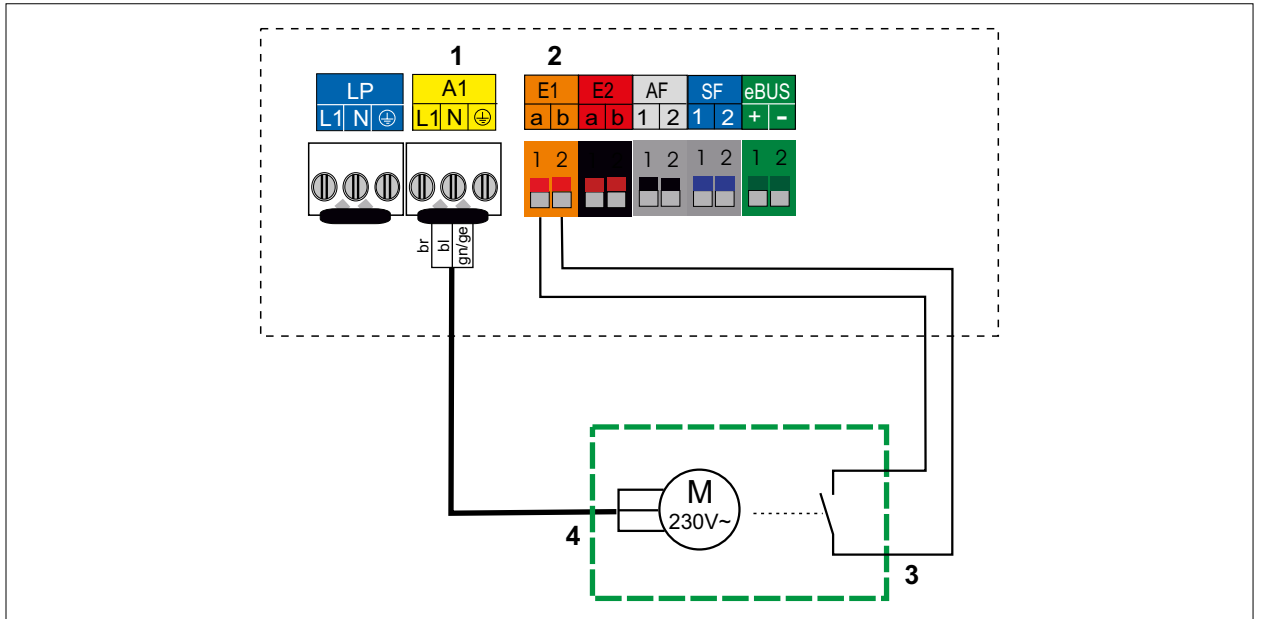 1 2
LP A1 E1 E2 AF SF eBUS
L1 N L1 N a b a b 1 2 1 2 + -
1 2 1 2 1 2 1 2
br bl gn/ge
M
230V~
4
3